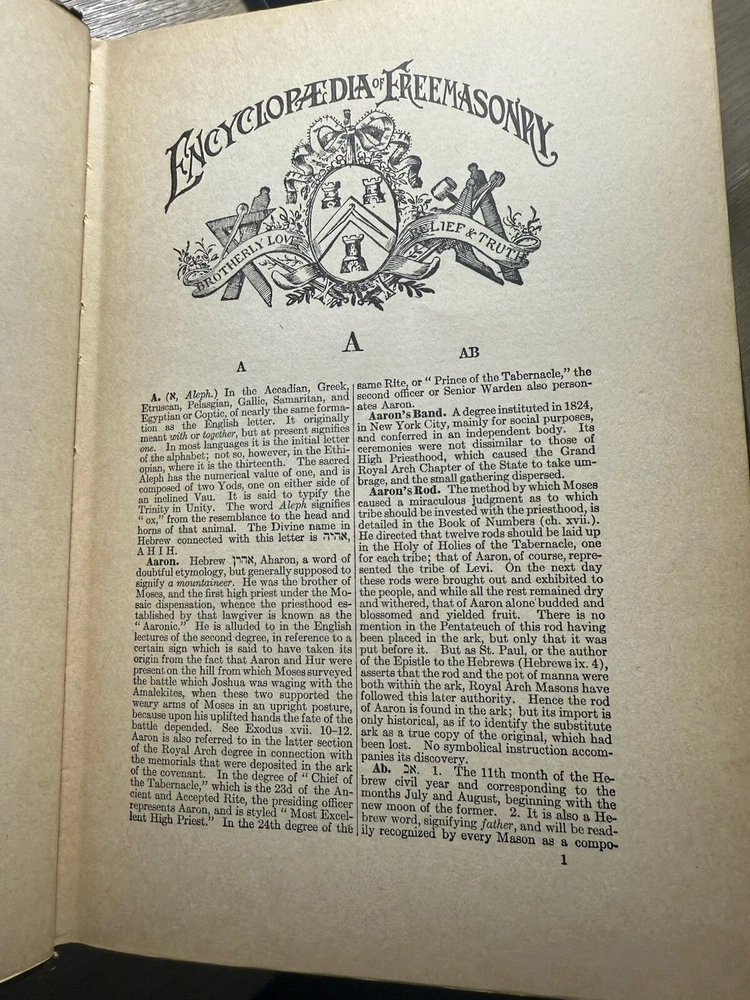 ENCYCLOPÆDIA OF FREEMASONRY
BROTHERLY LOVE
RELIEF & TRUTH
A
A
AB
A. (א, Aleph.) In the Accadian, Greek,
Etruscan, Pelasgian, Gallic, Samaritan, and
Egyptian or Coptic, of nearly the same forma-
tion as the English letter. It originally
meant with or together, but at present signifies
one. In most languages it is the initial letter
of the alphabet; not so, however, in the Ethi-
opian, where it is the thirteenth. The sacred
Aleph has the numerical value of one, and is
composed of two Yods, one on either side of
an inclined Vau. It is said to typify the
Trinity in Unity. The word Aleph signifies
"ox," from the resemblance to the head and
horns of that animal. The Divine name in
Hebrew connected with this letter is אהיה,
A H I H.
Aaron. Hebrew אהרן, Aharon, a word of
doubtful etymology, but generally supposed to
signify a mountaineer. He was the brother of
Moses, and the first high priest under the Mo-
saic dispensation, whence the priesthood es-
tablished by that lawgiver is known as the
"Aaronic." He is alluded to in the English
lectures of the second degree, in reference to a
certain sign which is said to have taken its
origin from the fact that Aaron and Hur were
present on the hill from which Moses surveyed
the battle which Joshua was waging with the
Amalekites, when these two supported the
weary arms of Moses in an upright posture,
because upon his uplifted hands the fate of the
battle depended. See Exodus xvii. 10-12.
Aaron is also referred to in the latter section
of the Royal Arch degree in connection with
the memorials that were deposited in the ark
of the covenant. In the degree of "Chief of
the Tabernacle," which is the 23d of the An-
cient and Accepted Rite, the presiding officer
represents Aaron, and is styled "Most Excel-
lent High Priest." In the 24th degree of the
same Rite, or "Prince of the Tabernacle," the
second officer or Senior Warden also person-
ates Aaron.
Aaron's Band. A degree instituted in 1824,
in New York City, mainly for social purposes,
and conferred in an independent body. Its
ceremonies were not dissimilar to those of
High Priesthood, which caused the Grand
Royal Arch Chapter of the State to take um-
brage, and the small gathering dispersed.
Aaron's Rod. The method by which Moses
caused a miraculous judgment as to which
tribe should be invested with the priesthood, is
detailed in the Book of Numbers (ch. xvii.).
He directed that twelve rods should be laid up
in the Holy of Holies of the Tabernacle, one
for each tribe; that of Aaron, of course, repre-
sented the tribe of Levi. On the next day
these rods were brought out and exhibited to
the people, and while all the rest remained dry
and withered, that of Aaron alone budded and
blossomed and yielded fruit. There is no
mention in the Pentateuch of this rod having
been placed in the ark, but only that it was
put before it. But as St. Paul, or the author
of the Epistle to the Hebrews (Hebrews ix. 4),
asserts that the rod and the pot of manna were
both within the ark, Royal Arch Masons have
followed this later authority. Hence the rod
of Aaron is found in the ark; but its import is
only historical, as if to identify the substitute
ark as a true copy of the original, which had
been lost. No symbolical instruction accom-
panies its discovery.
Ab. אב. 1. The 11th month of the He-
brew civil year and corresponding to the
months July and August, beginning with the
new moon of the former. 2. It is also a He-
brew word, signifying father, and will be read-
ily recognized by every Mason as a compo-
1